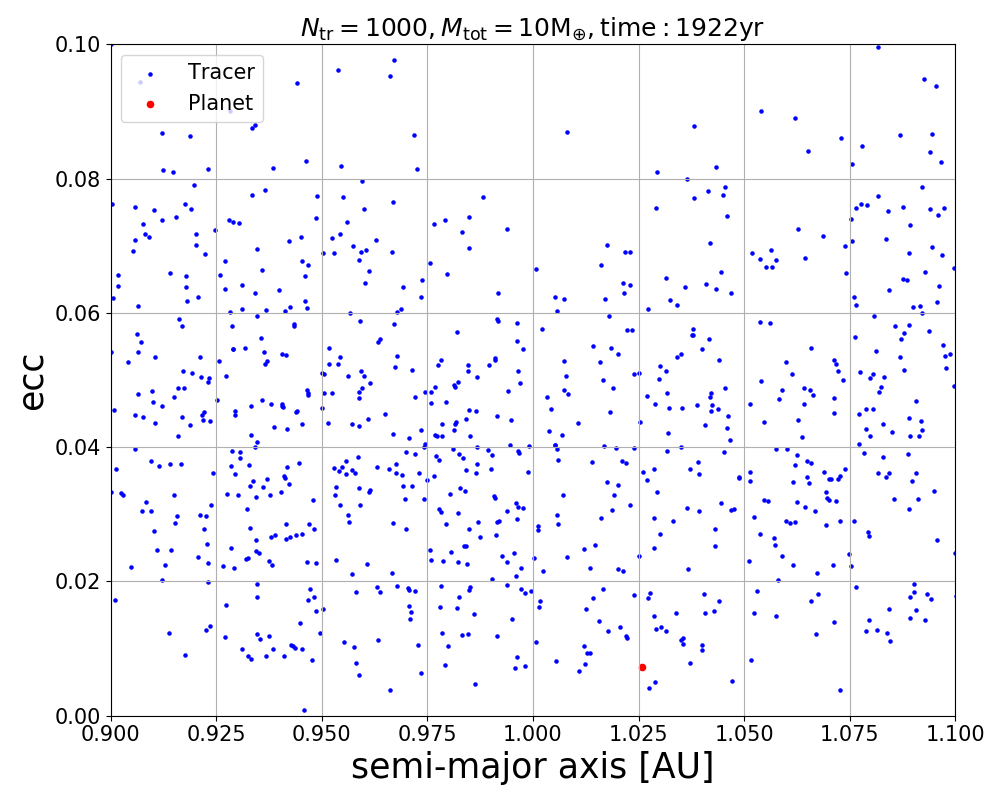 N_tr = 1000, M_tot = 10M_⊕, time : 1922yr
Tracer
Planet
ecc
0.10
0.08
0.06
0.04
0.02
0.00
0.900 0.925 0.950 0.975 1.000 1.025 1.050 1.075 1.100
semi-major axis [AU]